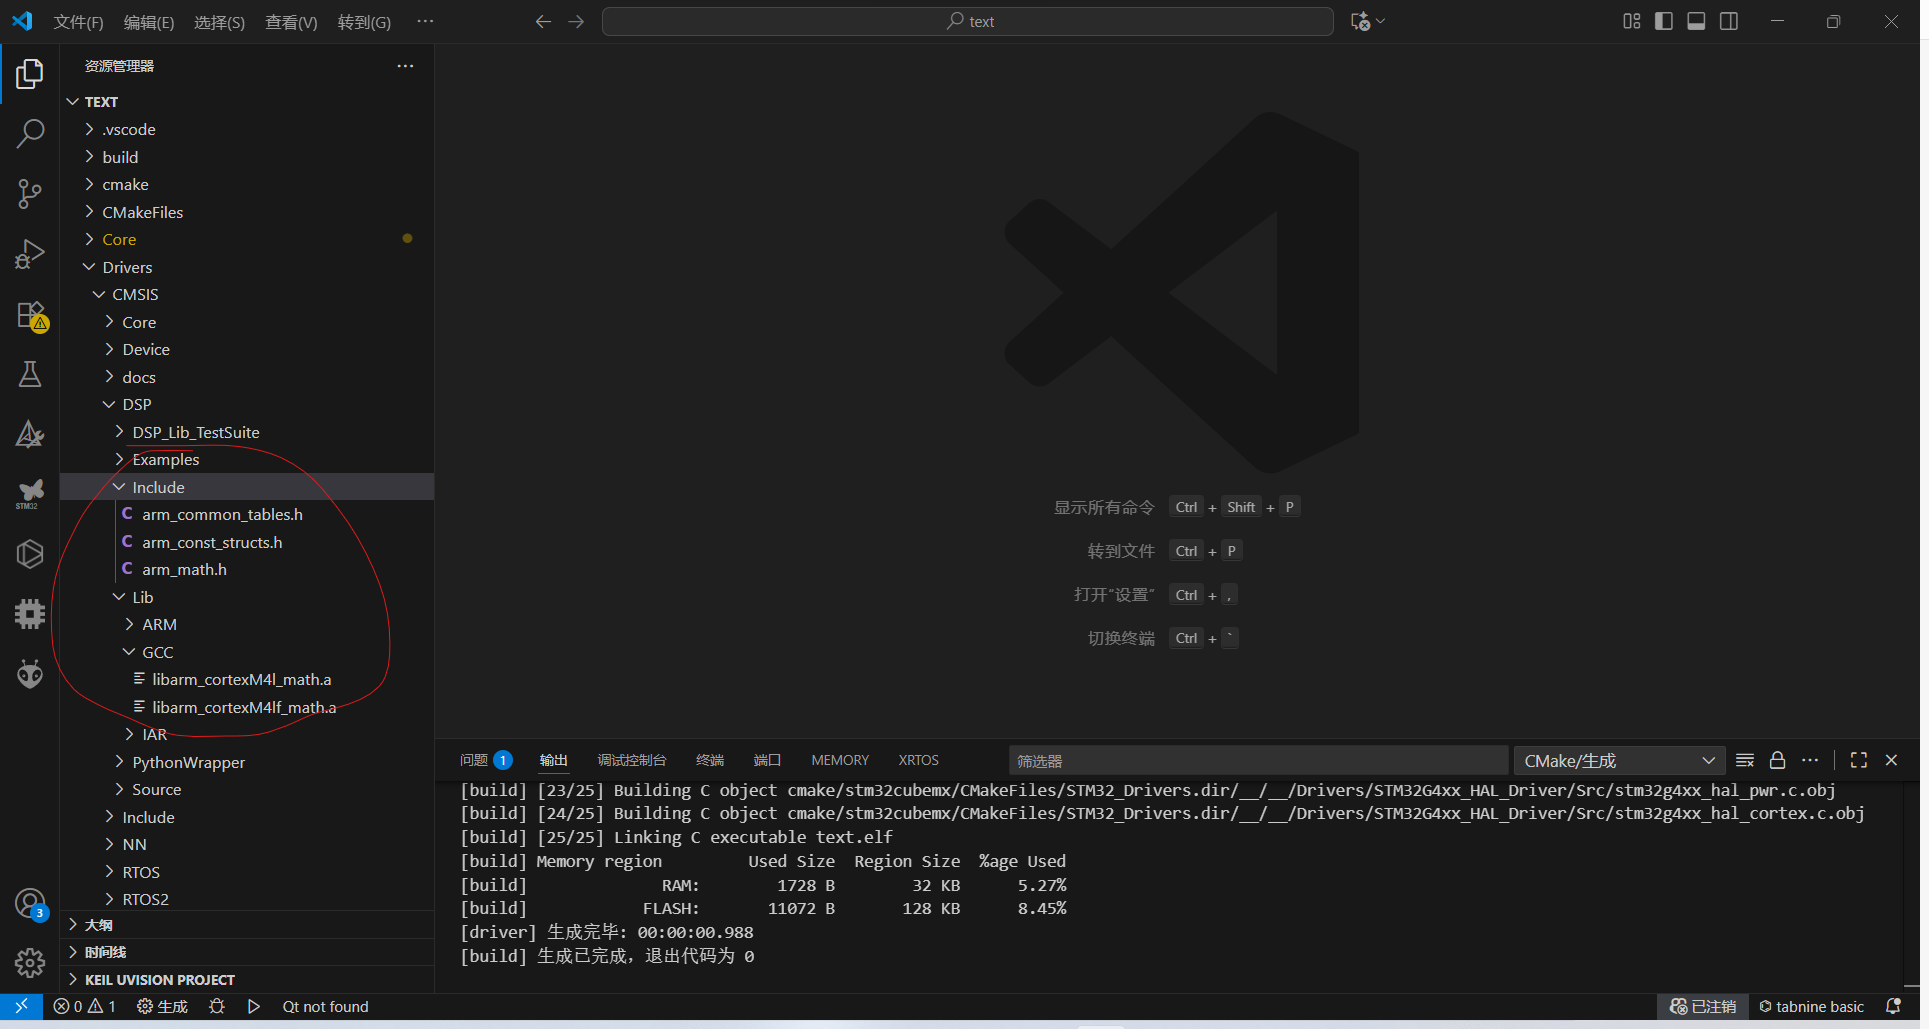 文件(F) 编辑(E) 选择(S) 查看(V) 转到(G) ··· text
资源管理器 ···
TEXT
.vscode
build
cmake
CMakeFiles
Core
Drivers
CMSIS
Core
Device
docs
DSP
DSP_Lib_TestSuite
Examples
Include
arm_common_tables.h
arm_const_structs.h
arm_math.h
Lib
ARM
GCC
libarm_cortexM4l_math.a
libarm_cortexM4lf_math.a
IAR
PythonWrapper
Source
Include
NN
RTOS
RTOS2
大纲
时间线
KEIL UVISION PROJECT
STM32
3
显示所有命令 Ctrl + Shift + P
转到文件 Ctrl + P
打开“设置” Ctrl + ,
切换终端 Ctrl + `
问题 1 输出 调试控制台 终端 端口 MEMORY XRTOS 筛选器 CMake/生成
[build] [23/25] Building C object cmake/stm32cubemx/CMakeFiles/STM32_Drivers.dir/__/__/Drivers/STM32G4xx_HAL_Driver/Src/stm32g4xx_hal_pwr.c.obj
[build] [24/25] Building C object cmake/stm32cubemx/CMakeFiles/STM32_Drivers.dir/__/__/Drivers/STM32G4xx_HAL_Driver/Src/stm32g4xx_hal_cortex.c.obj
[build] [25/25] Linking C executable text.elf
[build] Memory region Used Size Region Size %age Used
[build] RAM: 1728 B 32 KB 5.27%
[build] FLASH: 11072 B 128 KB 8.45%
[driver] 生成完毕: 00:00:00.988
[build] 生成已完成，退出代码为 0
0 1 生成 Qt not found 已注销 tabnine basic